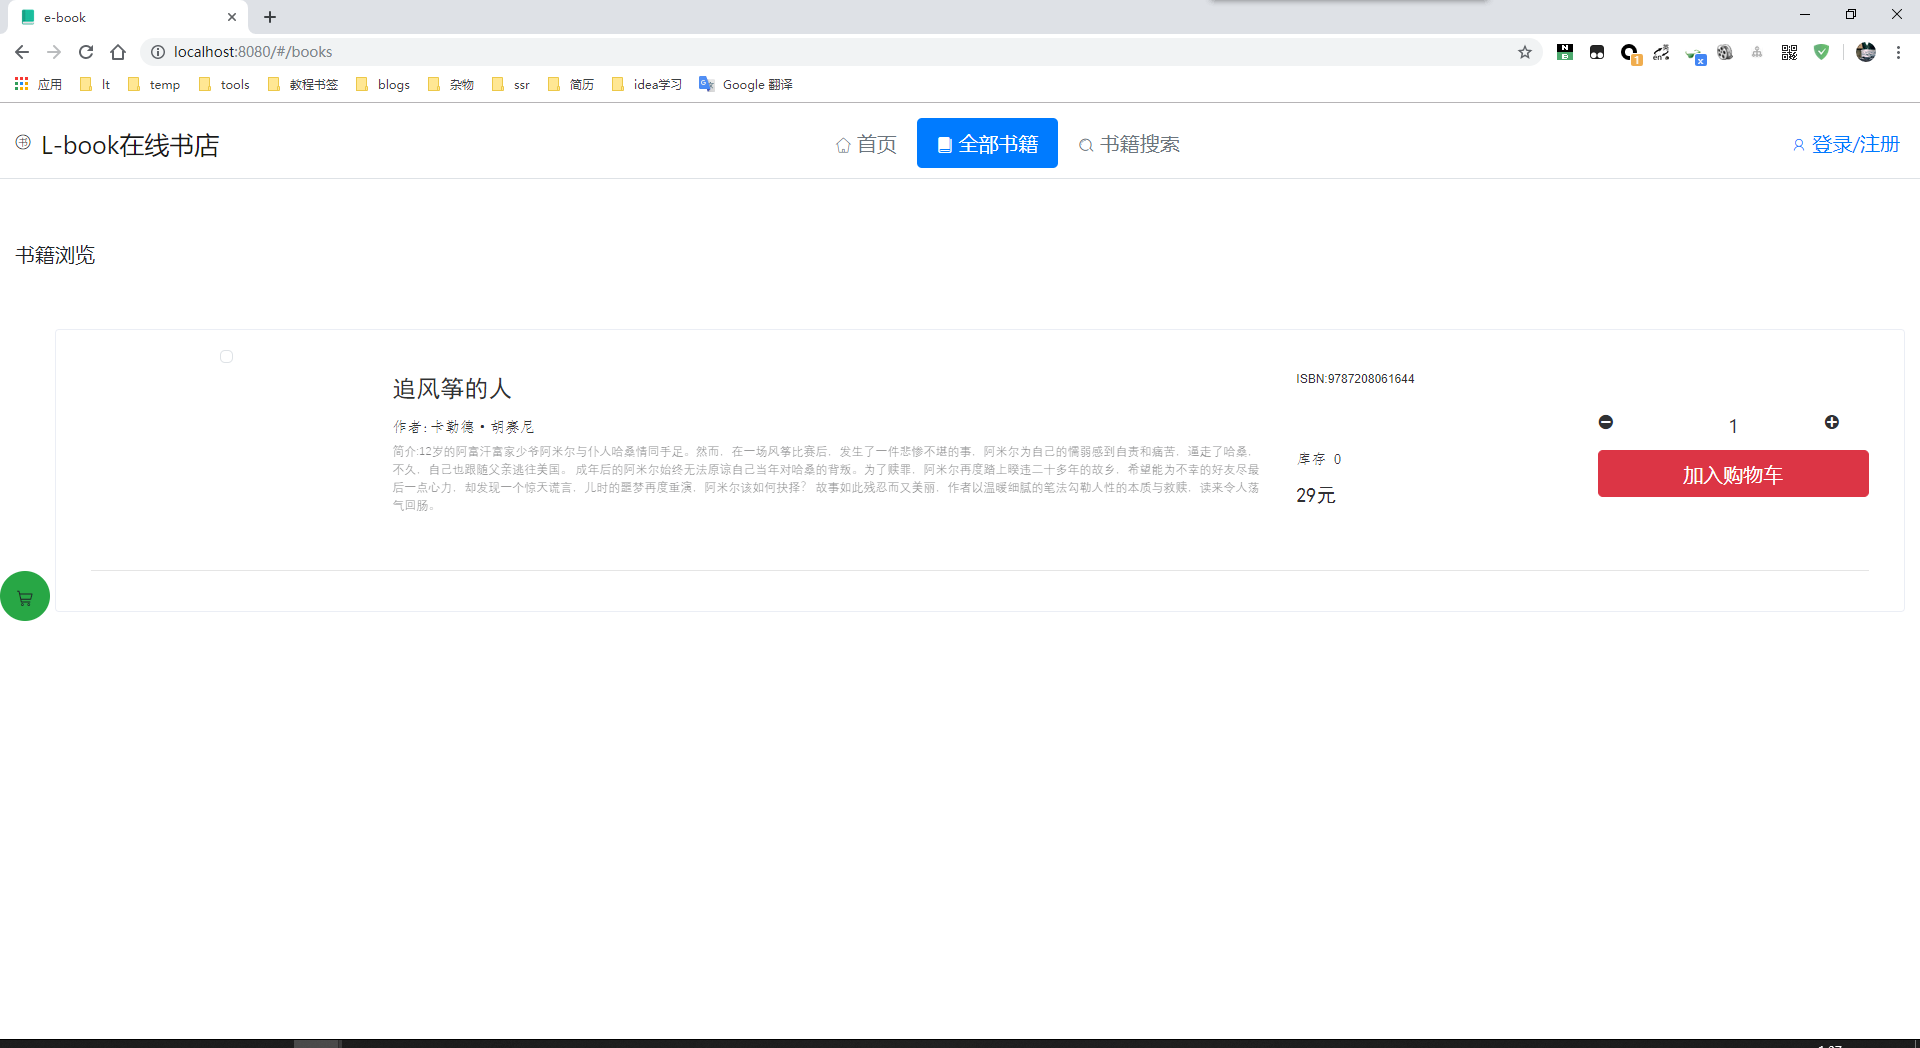 e-book
localhost:8080/#/books
应用 lt temp tools 教程书签 blogs 杂物 ssr 简历 idea学习 Google 翻译
L-book在线书店 首页 全部书籍 书籍搜索 登录/注册
书籍浏览
追风筝的人
作者:卡勒德•胡赛尼
简介:12岁的阿富汗富家少爷阿米尔与仆人哈桑情同手足。然而，在一场风筝比赛后，发生了一件悲惨不堪的事，阿米尔为自己的懦弱感到自责和痛苦，逼走了哈桑，
不久，自己也跟随父亲逃往美国。 成年后的阿米尔始终无法原谅自己当年对哈桑的背叛。为了赎罪，阿米尔再度踏上暌违二十多年的故乡，希望能为不幸的好友尽最
后一点心力，却发现一个惊天谎言，儿时的噩梦再度重演，阿米尔该如何抉择？ 故事如此残忍而又美丽，作者以温暖细腻的笔法勾勒人性的本质与救赎，读来令人荡
气回肠。
ISBN:9787208061644
库存 0
29元
1
加入购物车